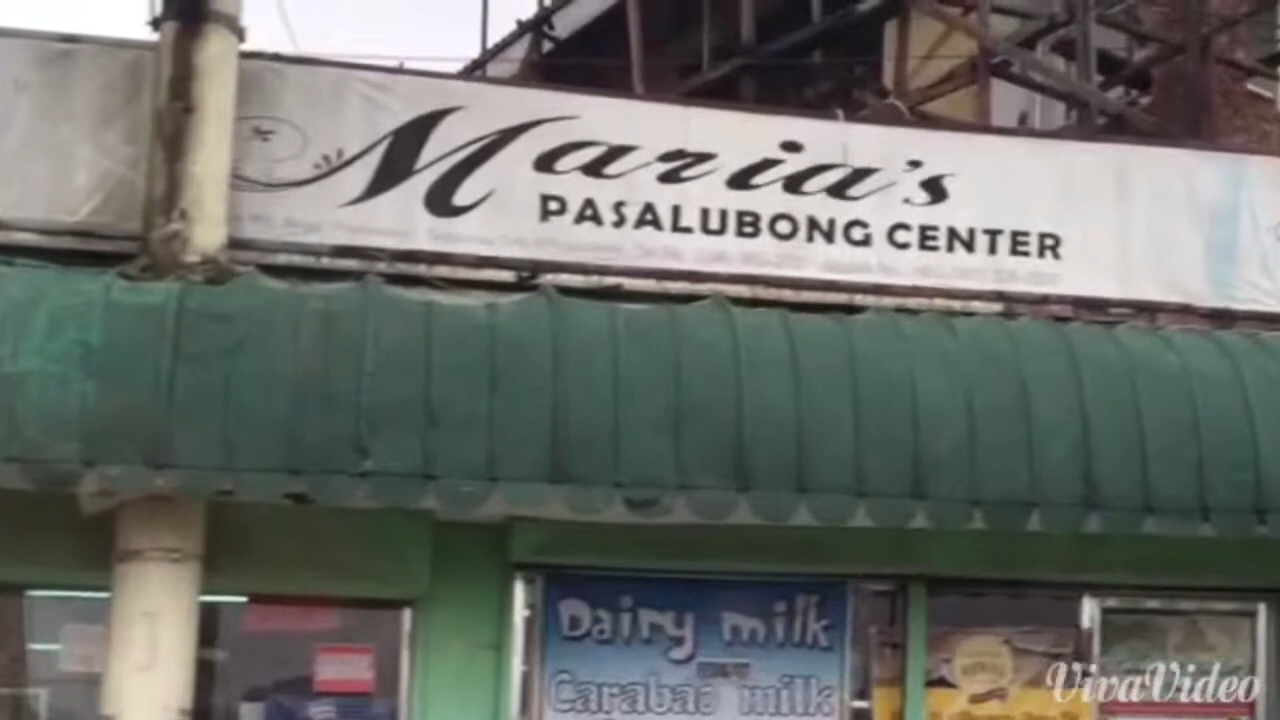 Maria's
PASALUBONG CENTER
Dairy milk
Carabao milk
VivaVideo